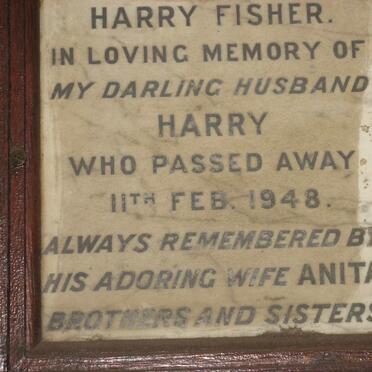 HARRY FISHER.
IN LOVING MEMORY OF
MY DARLING HUSBAND
HARRY
WHO PASSED AWAY
11TH FEB. 1948.
ALWAYS REMEMBERED BY
HIS ADORING WIFE ANITA
BROTHERS AND SISTERS